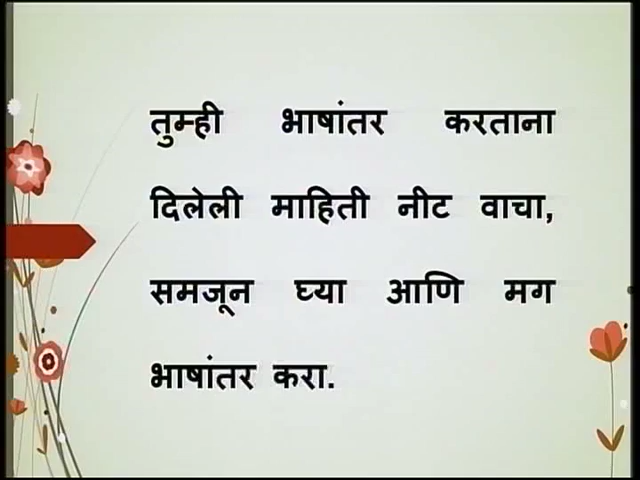 तुम्ही भाषांतर करताना
दिलेली माहिती नीट वाचा,
समजून घ्या आणि मग
भाषांतर करा.